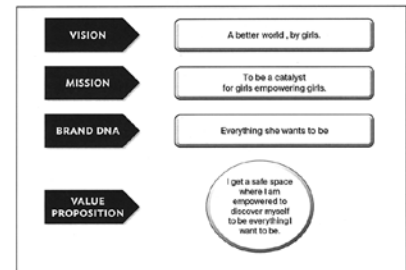 VISION
A better world , by girls.
MISSION
To be a catalyst
for girls empowering girls.
BRAND DNA
Everything she wants to be
VALUE
PROPOSITION
I get a safe space
where I am
empowered to
discover myself
to be everything I
want to be.